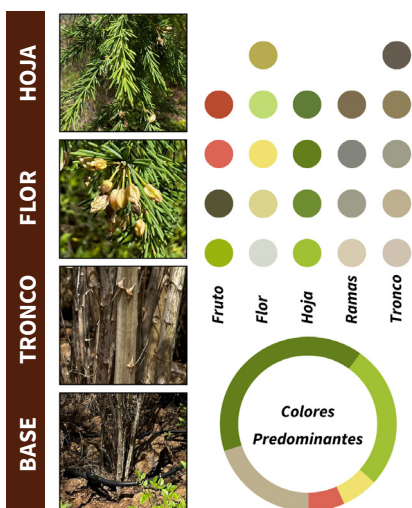 HOJA
FLOR
TRONCO
BASE
Fruto
Flor
Hoja
Ramas
Tronco
Colores
Predominantes